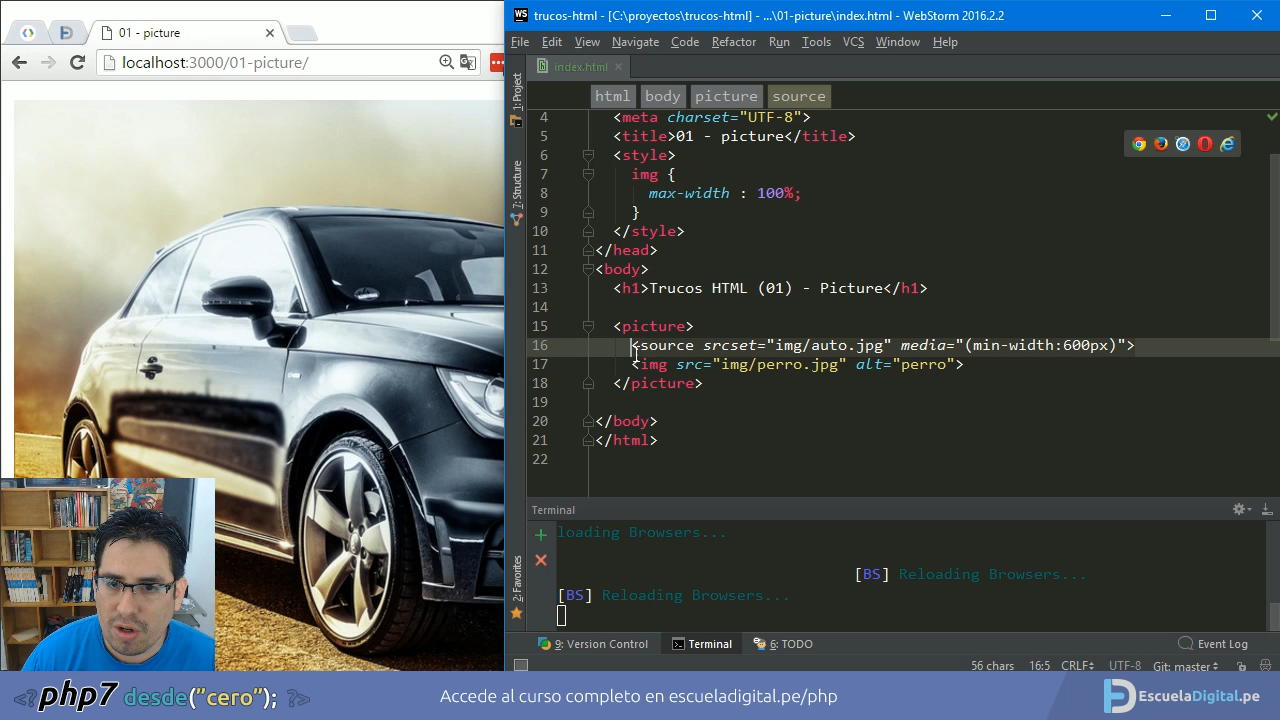 01 - picture
localhost:3000/01-picture/
WS trucos-html - [C:\proyectos\trucos-html] - ...\01-picture\index.html - WebStorm 2016.2.2
File Edit View Navigate Code Refactor Run Tools VCS Window Help
index.html
html body picture source
1: Project
7: Structure
2: Favorites
4 <meta charset="UTF-8">
5 <title>01 - picture</title>
6 <style>
7 img {
8 max-width : 100%;
9 }
10 </style>
11 </head>
12 <body>
13 <h1>Trucos HTML (01) - Picture</h1>
14
15 <picture>
16 <source srcset="img/auto.jpg" media="(min-width:600px)">
17 <img src="img/perro.jpg" alt="perro">
18 </picture>
19
20 </body>
21 </html>
22
Terminal
loading Browsers...
[BS] Reloading Browsers...
[BS] Reloading Browsers...
9: Version Control Terminal 6: TODO Event Log
56 chars 16:5 CRLF UTF-8 Git: master
<?php7 desde("cero"); ?>
Accede al curso completo en escueladigital.pe/php
EscuelaDigital.pe